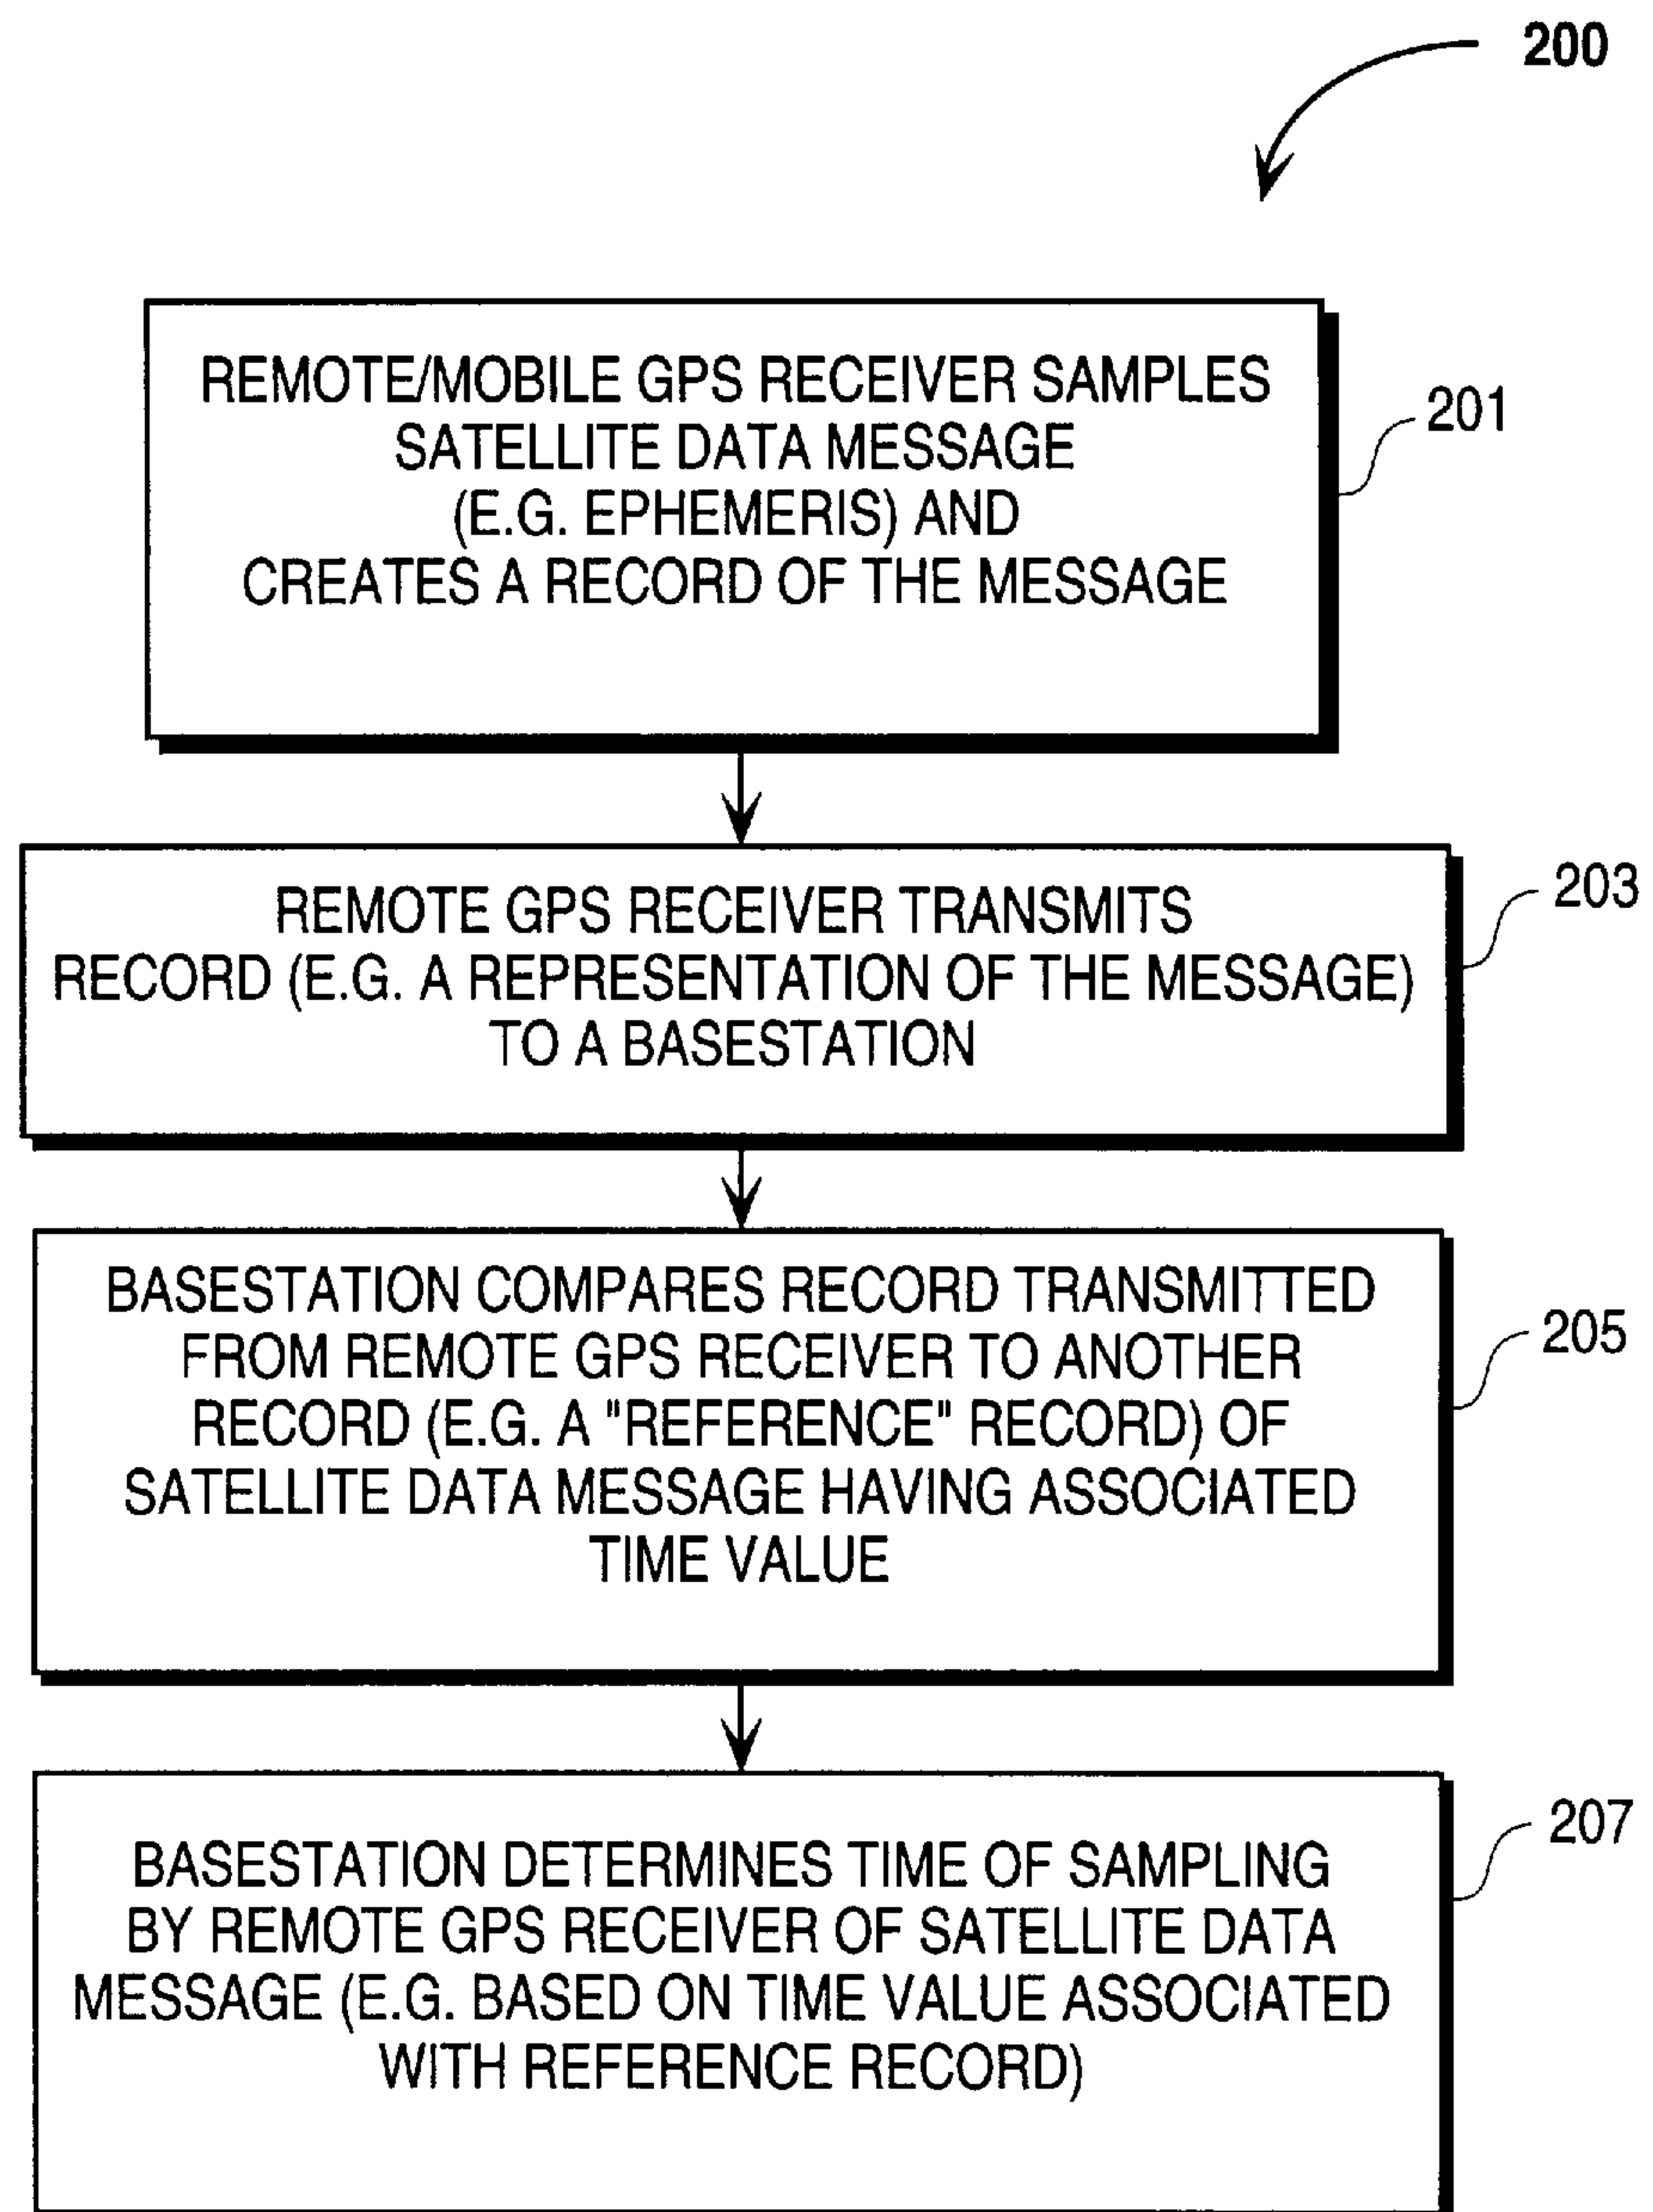 200
REMOTE/MOBILE GPS RECEIVER SAMPLES
SATELLITE DATA MESSAGE
(E.G. EPHEMERIS) AND
CREATES A RECORD OF THE MESSAGE
201
REMOTE GPS RECEIVER TRANSMITS
RECORD (E.G. A REPRESENTATION OF THE MESSAGE)
TO A BASESTATION
203
BASESTATION COMPARES RECORD TRANSMITTED
FROM REMOTE GPS RECEIVER TO ANOTHER
RECORD (E.G. A "REFERENCE" RECORD) OF
SATELLITE DATA MESSAGE HAVING ASSOCIATED
TIME VALUE
205
BASESTATION DETERMINES TIME OF SAMPLING
BY REMOTE GPS RECEIVER OF SATELLITE DATA
MESSAGE (E.G. BASED ON TIME VALUE ASSOCIATED
WITH REFERENCE RECORD)
207